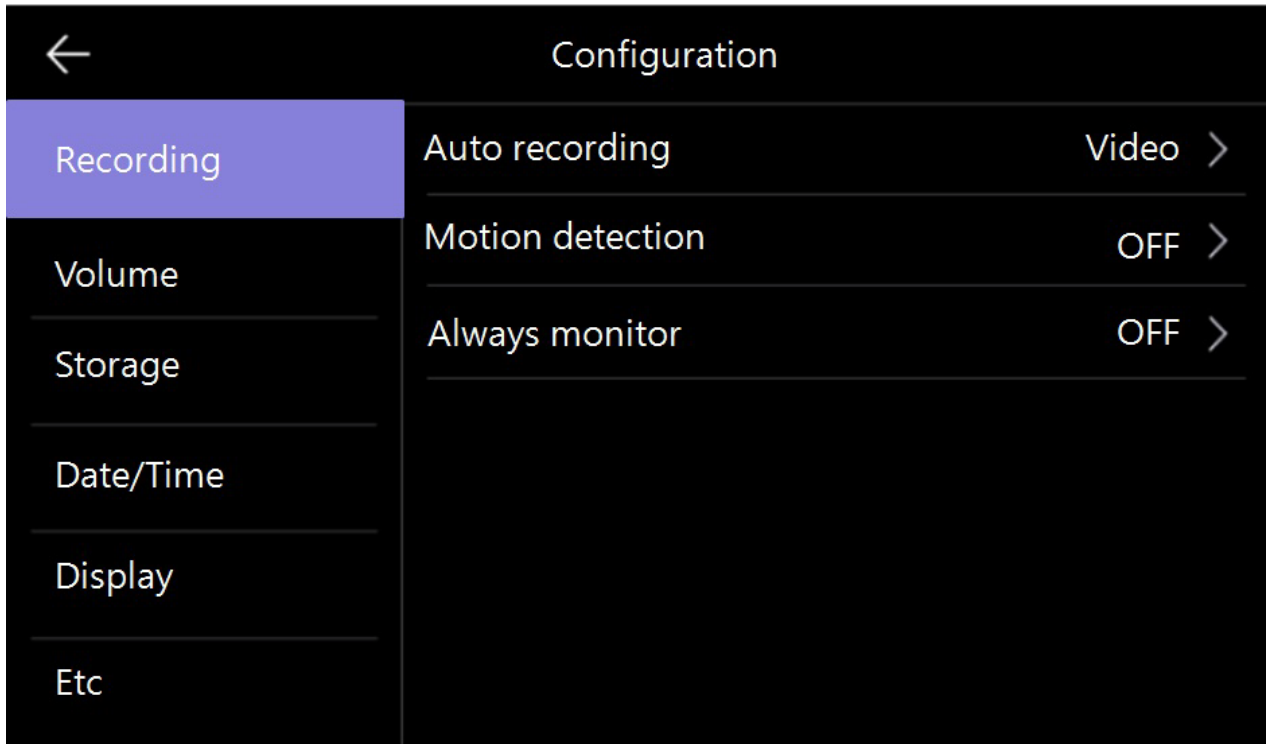 Configuration
Recording
Volume
Storage
Date/Time
Display
Etc
Auto recording Video
Motion detection OFF
Always monitor OFF